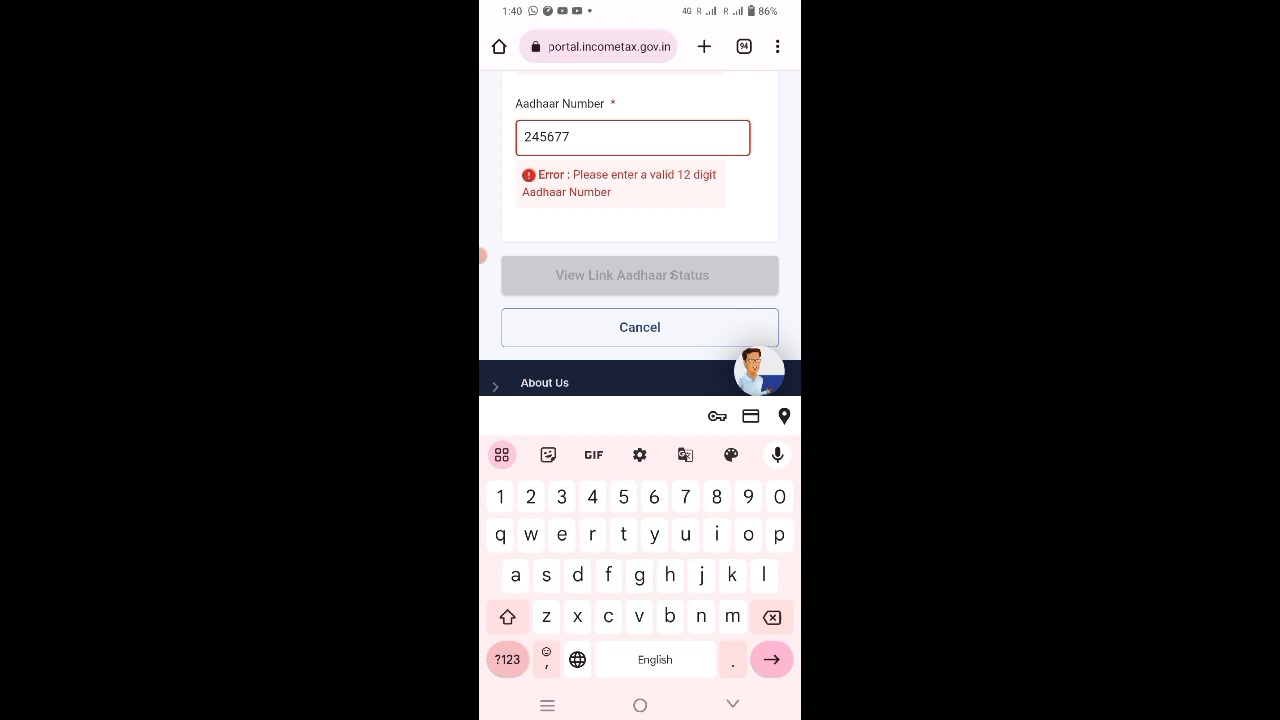 1:40 4G R R 86%
portal.incometax.gov.in 94
Aadhaar Number *
245677
Error : Please enter a valid 12 digit
Aadhaar Number
View Link Aadhaar Status
Cancel
About Us
GIF
1 2 3 4 5 6 7 8 9 0
q w e r t y u i o p
a s d f g h j k l
z x c v b n m
?123 , English .